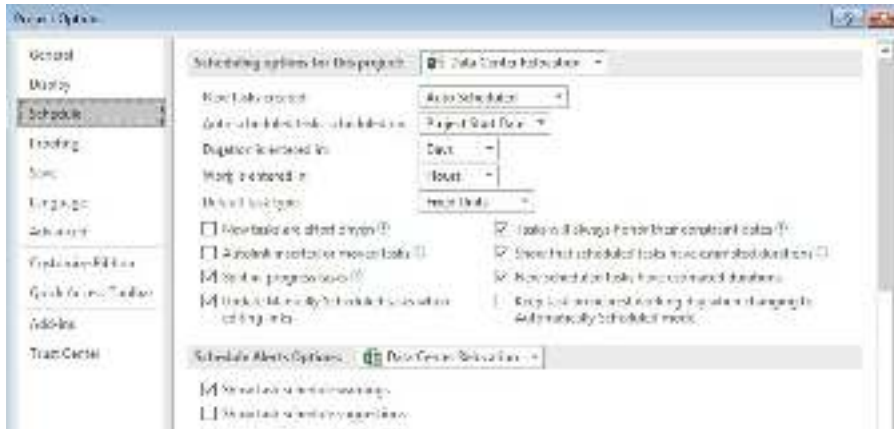 Project Options
General
Display
Schedule
Proofing
Save
Language
Advanced
Customize Ribbon
Quick Access Toolbar
Add-ins
Trust Center
Scheduling options for this project: Data Center Relocation
New tasks created: Auto Scheduled
Auto scheduled tasks scheduled on: Project Start Date
Duration is entered in: Days
Work is entered in: Hours
Default task type: Fixed Units
New tasks are effort driven
Autolink inserted or moved tasks
Split in-progress tasks
Update Manually Scheduled tasks when
editing links
Tasks will always honor their constraint dates
Show that scheduled tasks have estimated durations
New scheduled tasks have estimated durations
Keep task on nearest working day when changing to
Automatically Scheduled mode
Schedule Alerts Options: Data Center Relocation
Show task schedule warnings
Show task schedule suggestions